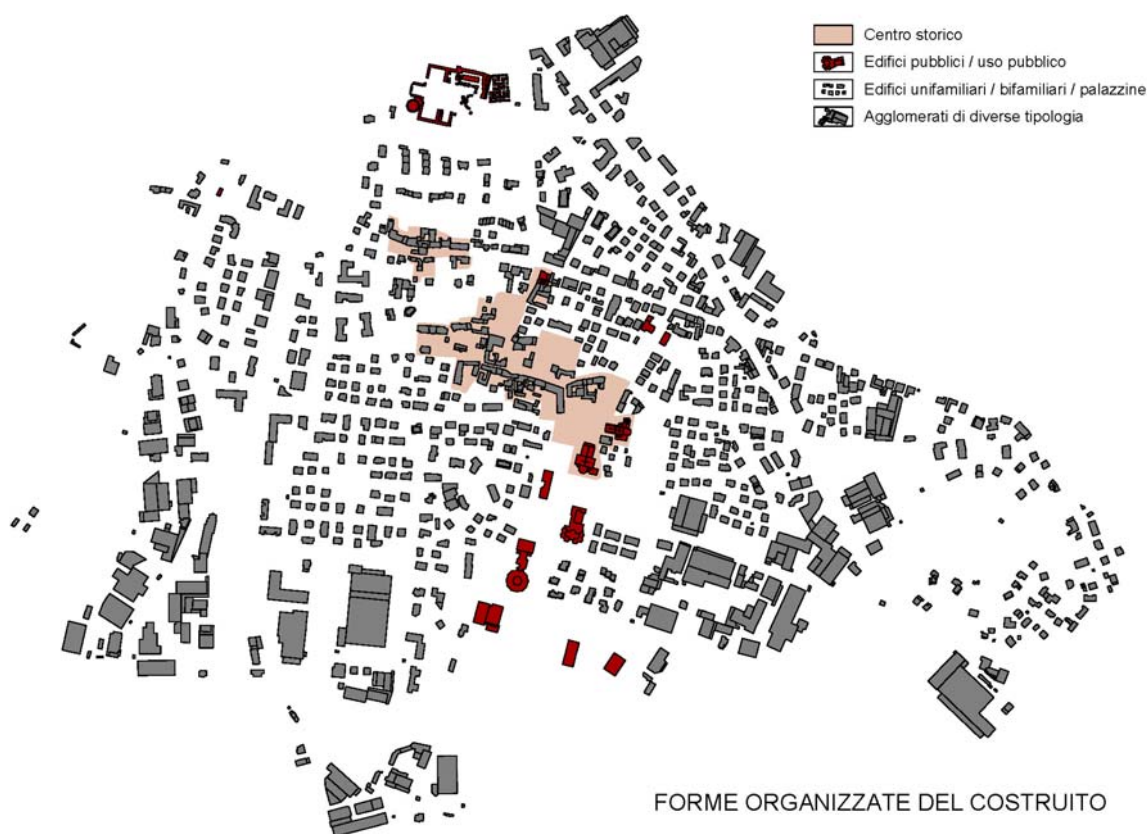 Centro storico
Edifici pubblici / uso pubblico
Edifici unifamiliari / bifamiliari / palazzine
Agglomerati di diverse tipologia
FORME ORGANIZZATE DEL COSTRUITO